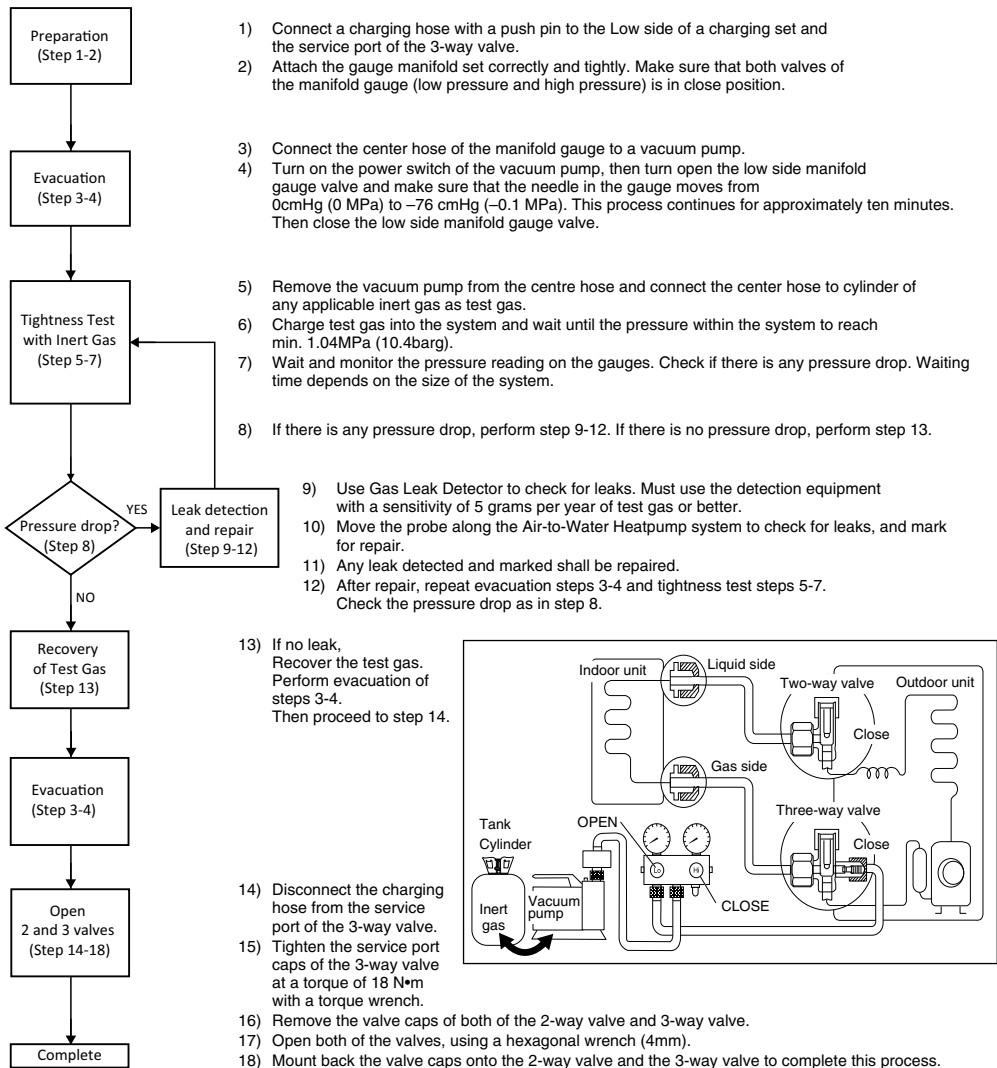 Preparation
(Step 1-2)
1) Connect a charging hose with a push pin to the Low side of a charging set and
the service port of the 3-way valve.
2) Attach the gauge manifold set correctly and tightly. Make sure that both valves of
the manifold gauge (low pressure and high pressure) is in close position.
Evacuation
(Step 3-4)
3) Connect the center hose of the manifold gauge to a vacuum pump.
4) Turn on the power switch of the vacuum pump, then turn open the low side manifold
gauge valve and make sure that the needle in the gauge moves from
0cmHg (0 MPa) to –76 cmHg (–0.1 MPa). This process continues for approximately ten minutes.
Then close the low side manifold gauge valve.
Tightness Test
with Inert Gas
(Step 5-7)
5) Remove the vacuum pump from the centre hose and connect the center hose to cylinder of
any applicable inert gas as test gas.
6) Charge test gas into the system and wait until the pressure within the system to reach
min. 1.04MPa (10.4barg).
7) Wait and monitor the pressure reading on the gauges. Check if there is any pressure drop. Waiting
time depends on the size of the system.
8) If there is any pressure drop, perform step 9-12. If there is no pressure drop, perform step 13.
Pressure drop?
(Step 8)
YES
Leak detection
and repair
(Step 9-12)
9) Use Gas Leak Detector to check for leaks. Must use the detection equipment
with a sensitivity of 5 grams per year of test gas or better.
10) Move the probe along the Air-to-Water Heatpump system to check for leaks, and mark
for repair.
11) Any leak detected and marked shall be repaired.
12) After repair, repeat evacuation steps 3-4 and tightness test steps 5-7.
Check the pressure drop as in step 8.
NO
Recovery
of Test Gas
(Step 13)
13) If no leak,
Recover the test gas.
Perform evacuation of
steps 3-4.
Then proceed to step 14.
Indoor unit
Liquid side
Two-way valve
Outdoor unit
Close
Gas side
Three-way valve
Close
Tank
Cylinder
OPEN
Lo
Hi
CLOSE
Inert
gas
Vacuum
pump
Evacuation
(Step 3-4)
Open
2 and 3 valves
(Step 14-18)
14) Disconnect the charging
hose from the service
port of the 3-way valve.
15) Tighten the service port
caps of the 3-way valve
at a torque of 18 N•m
with a torque wrench.
16) Remove the valve caps of both of the 2-way valve and 3-way valve.
17) Open both of the valves, using a hexagonal wrench (4mm).
18) Mount back the valve caps onto the 2-way valve and the 3-way valve to complete this process.
Complete